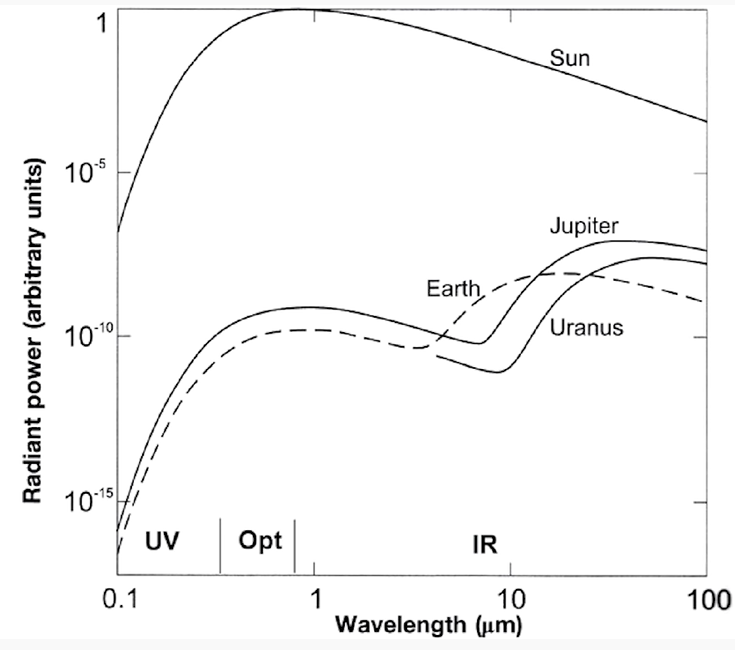 1
Sun
10-5
Jupiter
Earth
10-10
Uranus
10-15
UV
Opt
IR
0.1
1
10
100
Wavelength (μm)
Radiant power (arbitrary units)